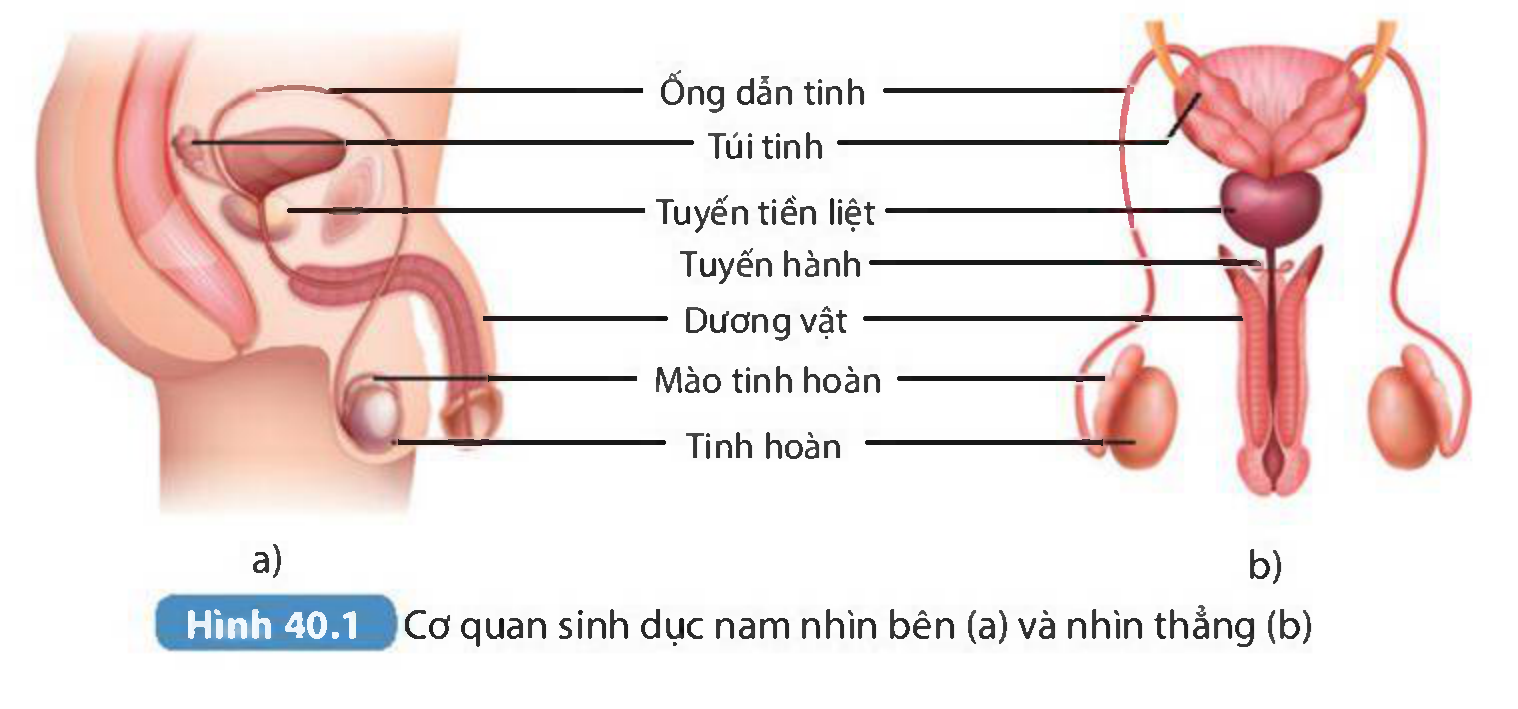 Ống dẫn tinh
Túi tinh
Tuyến tiền liệt
Tuyến hành
Dương vật
Mào tinh hoàn
Tinh hoàn
a)
b)
Hình 40.1 Cơ quan sinh dục nam nhìn bên (a) và nhìn thẳng (b)